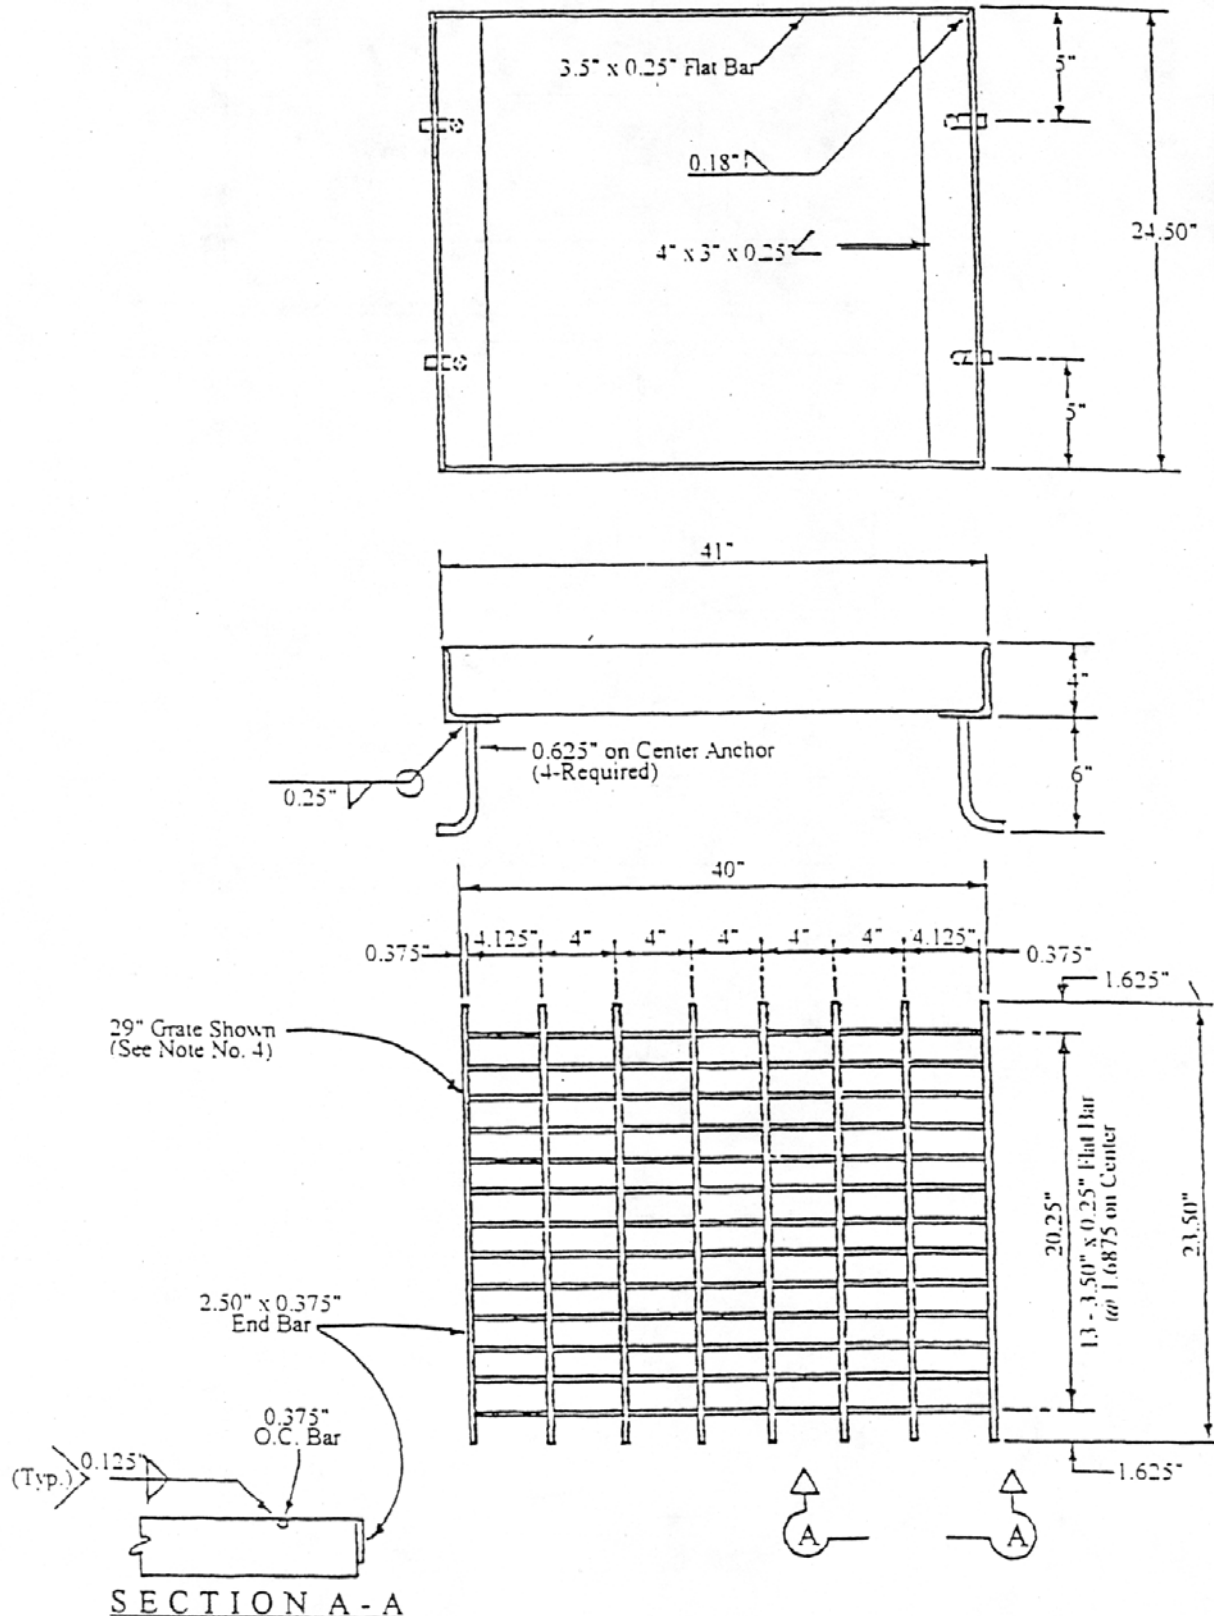 3.5" x 0.25" Flat Bar
5"
0.18"
24.50"
4" x 3" x 0.25"
5"
41"
4"
0.625" on Center Anchor
(4-Required)
0.25"
6"
40"
0.375" 4.125" 4" 4" 4" 4" 4" 4.125" 0.375"
1.625"
29" Grate Shown
(See Note No. 4)
20.25"
13 - 3.50" x 0.25" Flat Bar
@ 1.6875 on Center
23.50"
2.50" x 0.375"
End Bar
0.375"
O.C. Bar
(Typ.) 0.125"
1.625"
A A
SECTION A - A